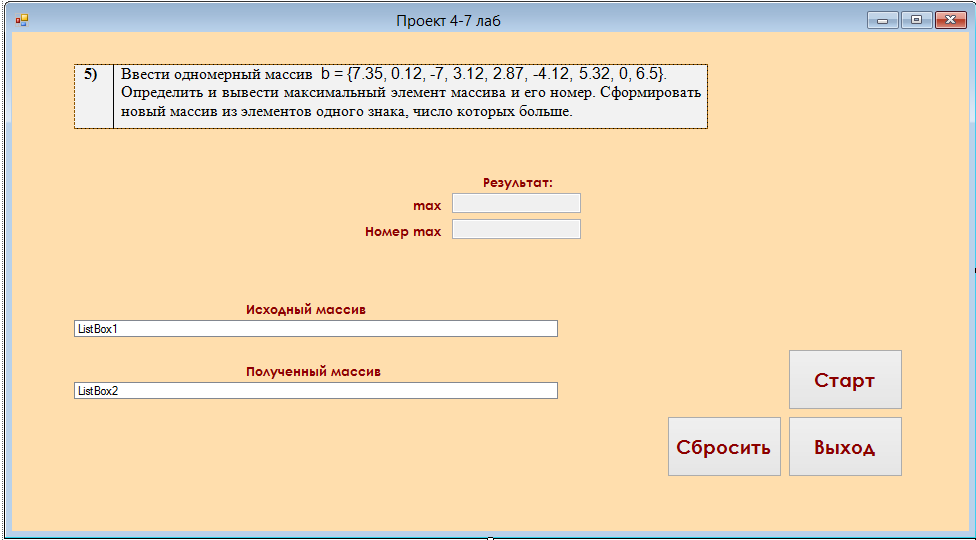 Проект 4-7 лаб
5) Ввести одномерный массив b = {7.35, 0.12, -7, 3.12, 2.87, -4.12, 5.32, 0, 6.5}.
Определить и вывести максимальный элемент массива и его номер. Сформировать
новый массив из элементов одного знака, число которых больше.
Результат:
max
Номер max
Исходный массив
ListBox1
Полученный массив
ListBox2
Старт
Сбросить
Выход